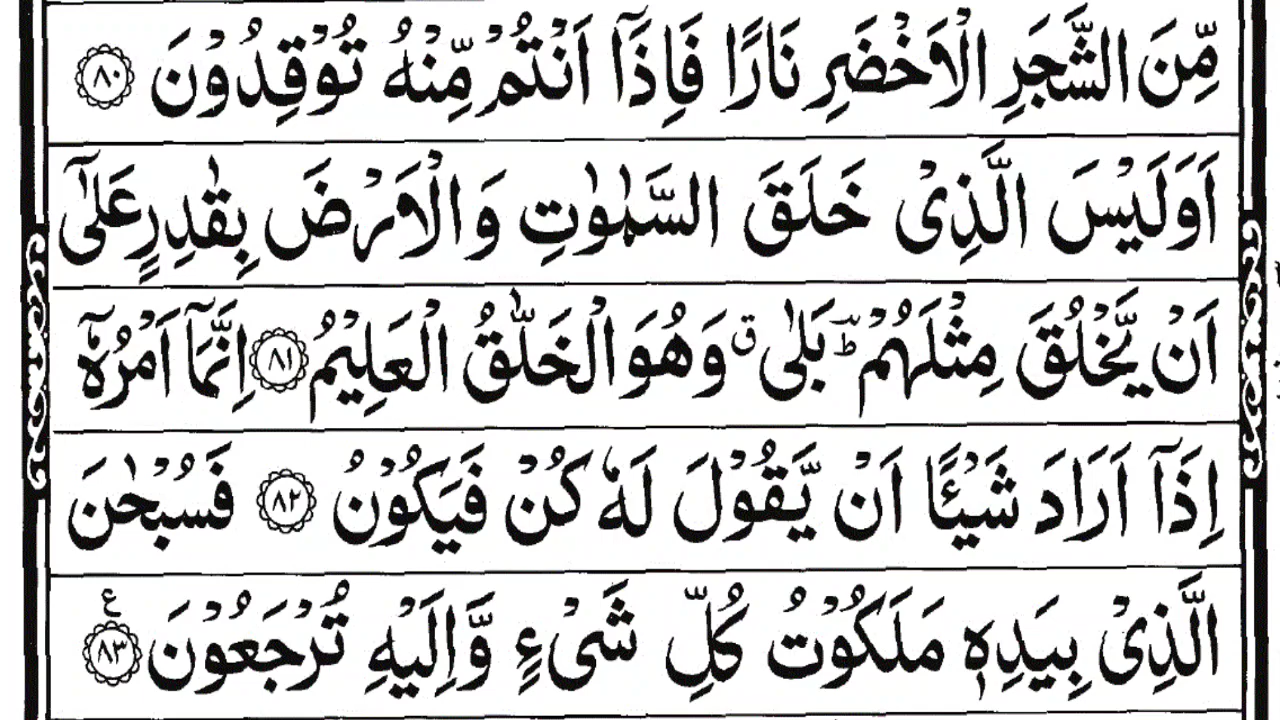 مِّنَ الشَّجَرِ الْاَخْضَرِ نَارًا فَاِذَاۤ اَنْتُمْ مِّنْهُ تُوْقِدُوْنَ ﴿۸۰﴾
اَوَلَيْسَ الَّذِىْ خَلَقَ السَّمٰوٰتِ وَ الْاَرْضَ بِقٰدِرٍ عَلٰٓى
اَنْ يَّخْلُقَ مِثْلَهُمْ ؕ بَلٰى ق وَهُوَ الْخَلّٰقُ الْعَلِيْمُ ﴿۸۱﴾ اِنَّمَاۤ اَمْرُهٗۤ
اِذَاۤ اَرَادَ شَيْئًا اَنْ يَّقُوْلَ لَهٗ كُنْ فَيَكُوْنُ ﴿۸۲﴾ فَسُبْحٰنَ
الَّذِىْ بِيَدِهٖ مَلَكُوْتُ كُلِّ شَىْءٍ وَّ اِلَيْهِ تُرْجَعُوْنَ ﴿۸۳﴾ ع